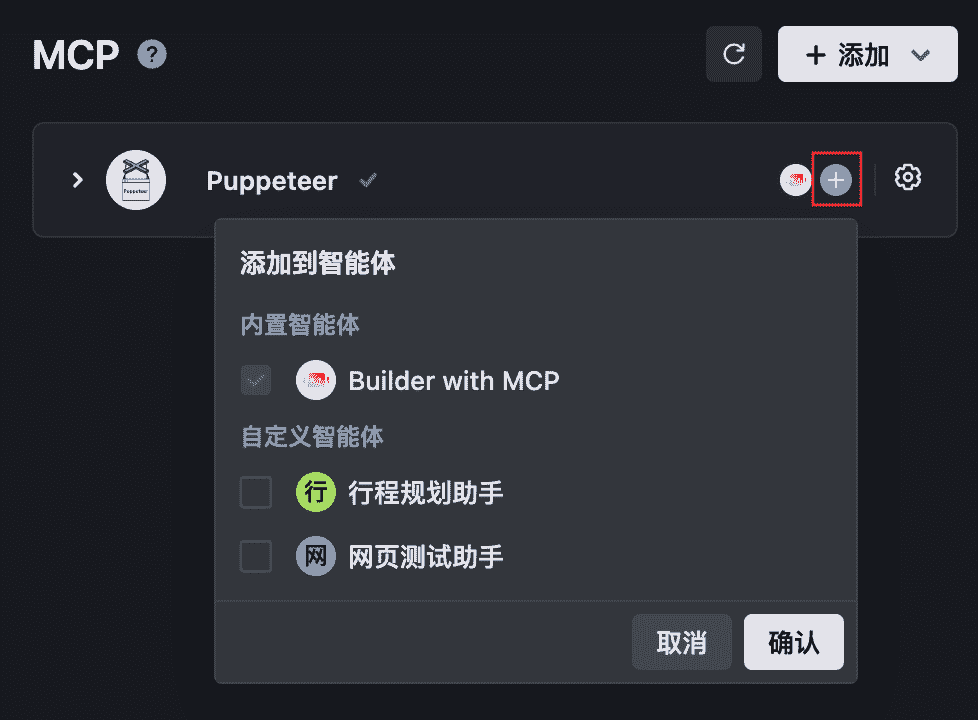 MCP ?
添加
Puppeteer
Puppeteer
添加到智能体
内置智能体
Builder with MCP
自定义智能体
行 行程规划助手
网 网页测试助手
取消 确认